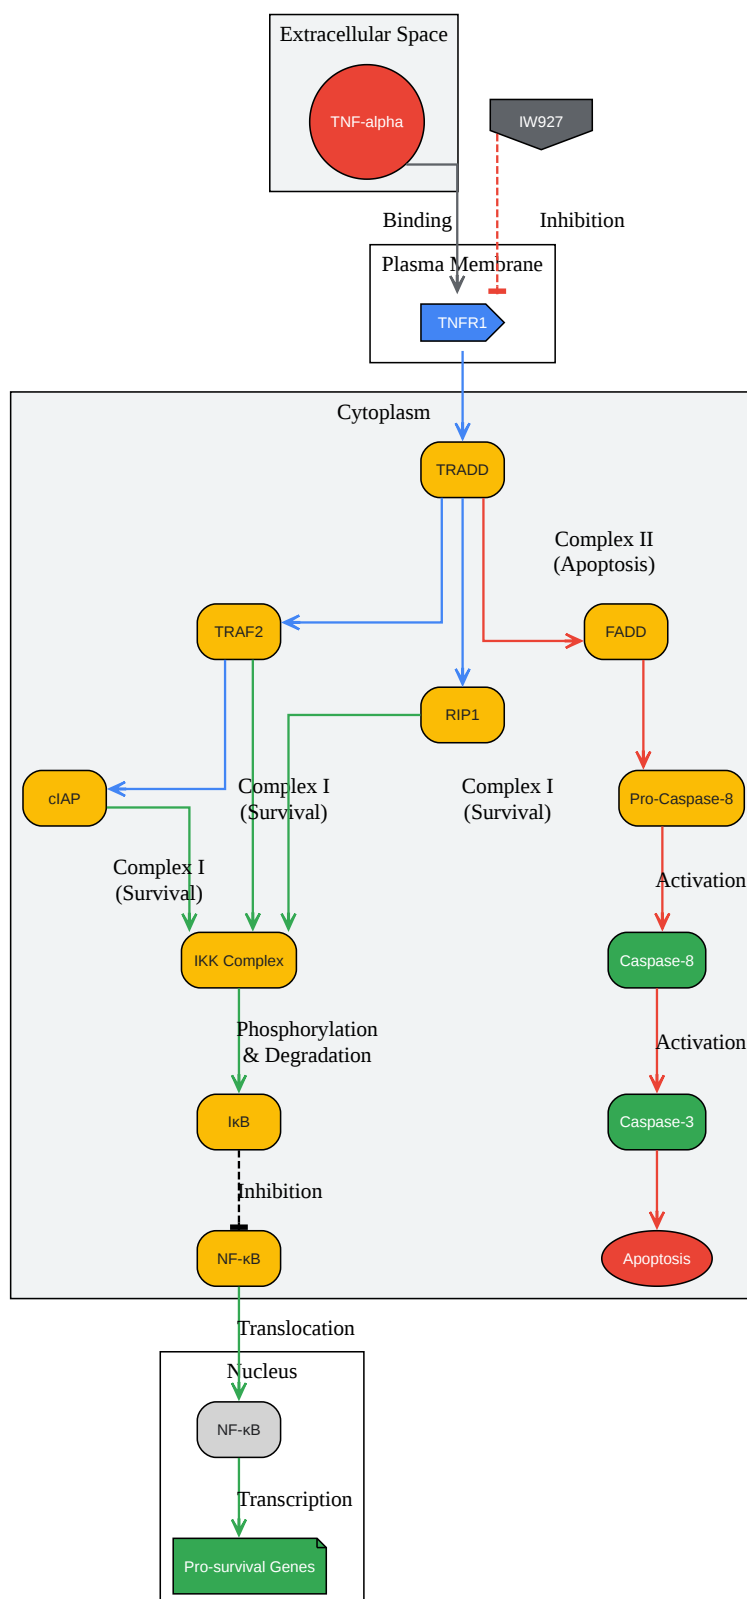 Extracellular Space
TNF-alpha
IW927
Binding
Inhibition
Plasma Membrane
TNFR1
Cytoplasm
TRADD
Complex II
(Apoptosis)
TRAF2
FADD
RIP1
cIAP
Complex I
(Survival)
Complex I
(Survival)
Pro-Caspase-8
Complex I
(Survival)
Activation
IKK Complex
Caspase-8
Phosphorylation
& Degradation
Activation
IκB
Caspase-3
Inhibition
NF-κB
Apoptosis
Translocation
Nucleus
NF-κB
Transcription
Pro-survival Genes